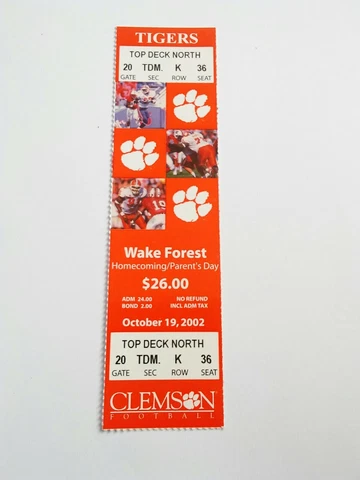 TIGERS
TOP DECK NORTH
20 TDM. K 36
GATE SEC ROW SEAT
19
Wake Forest
Homecoming/Parent's Day
$26.00
ADM 24.00 NO REFUND
BOND 2.00 INCL ADM TAX
October 19, 2002
TOP DECK NORTH
20 TDM. K 36
GATE SEC ROW SEAT
CLEMSON
FOOTBALL